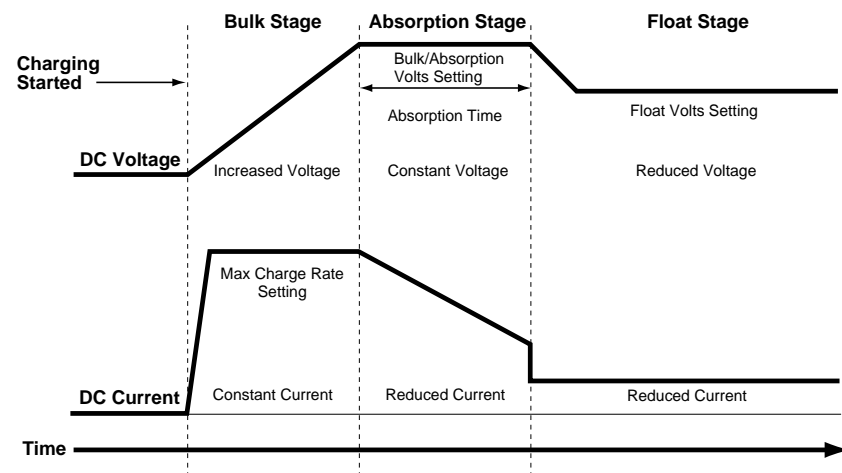 Bulk Stage
Absorption Stage
Float Stage
Charging
Started
Bulk/Absorption
Volts Setting
Absorption Time
Float Volts Setting
DC Voltage
Increased Voltage
Constant Voltage
Reduced Voltage
Max Charge Rate
Setting
DC Current
Constant Current
Reduced Current
Reduced Current
Time